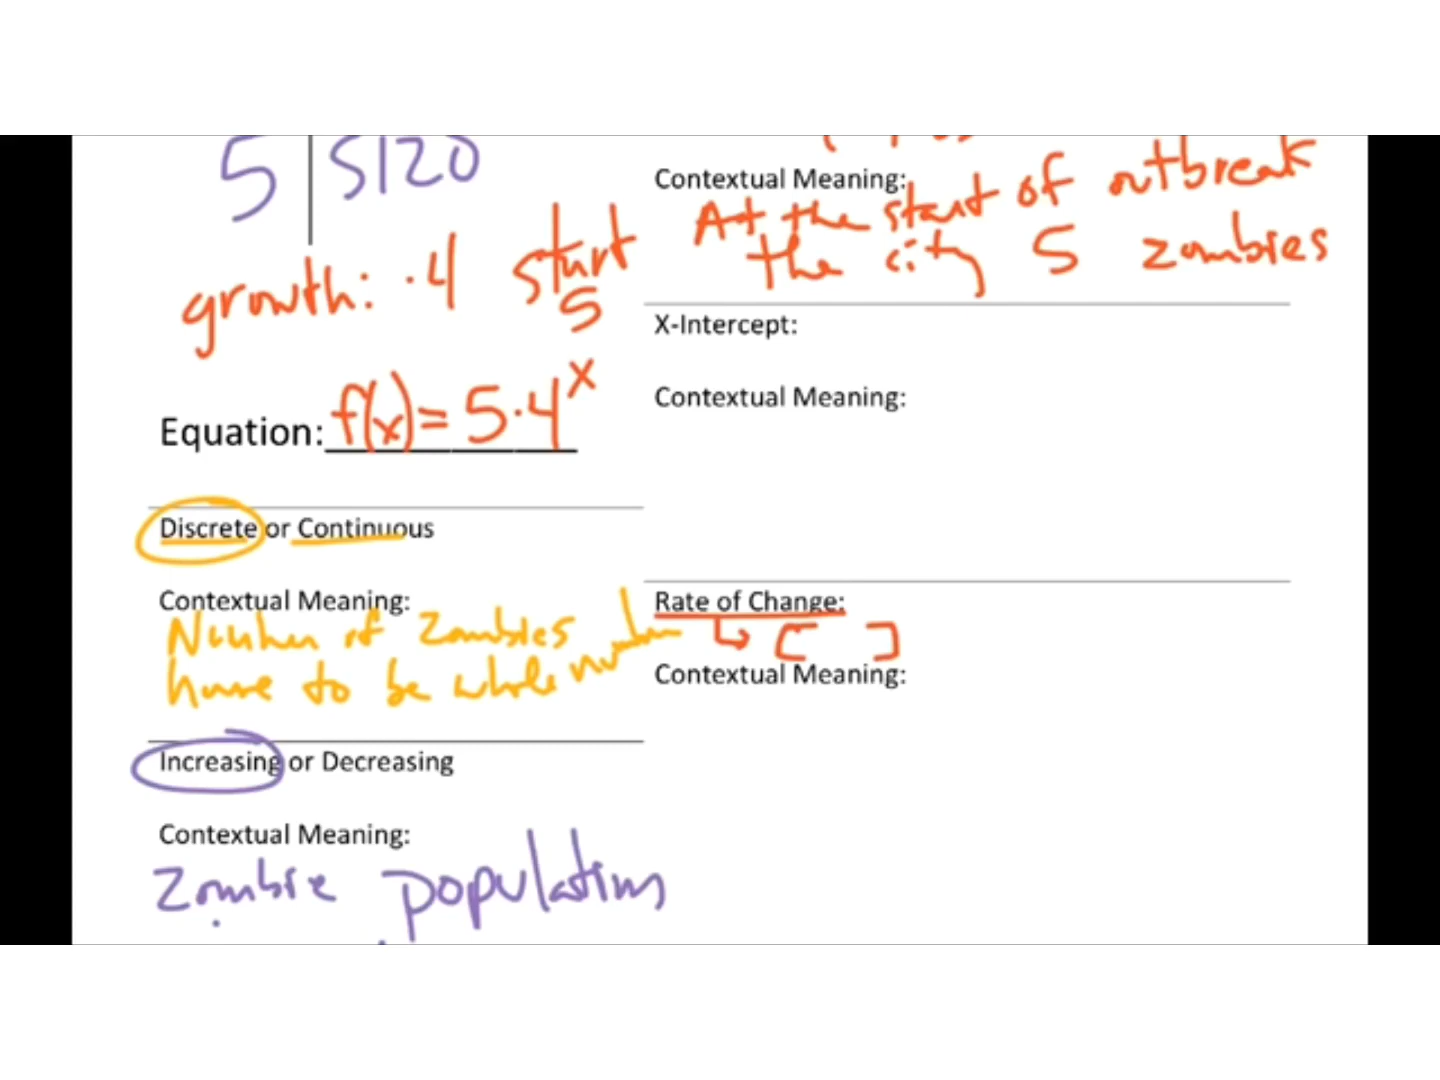 5 5120
growth: ·4 start
5
Equation: f(x) = 5·4^x
Discrete or Continuous
Contextual Meaning:
Number of zombies
have to be whole number
Increasing or Decreasing
Contextual Meaning:
Zombie population
Contextual Meaning:
At the start of outbreak
the city 5 zombies
X-Intercept:
Contextual Meaning:
Rate of Change:
[ ]
Contextual Meaning: